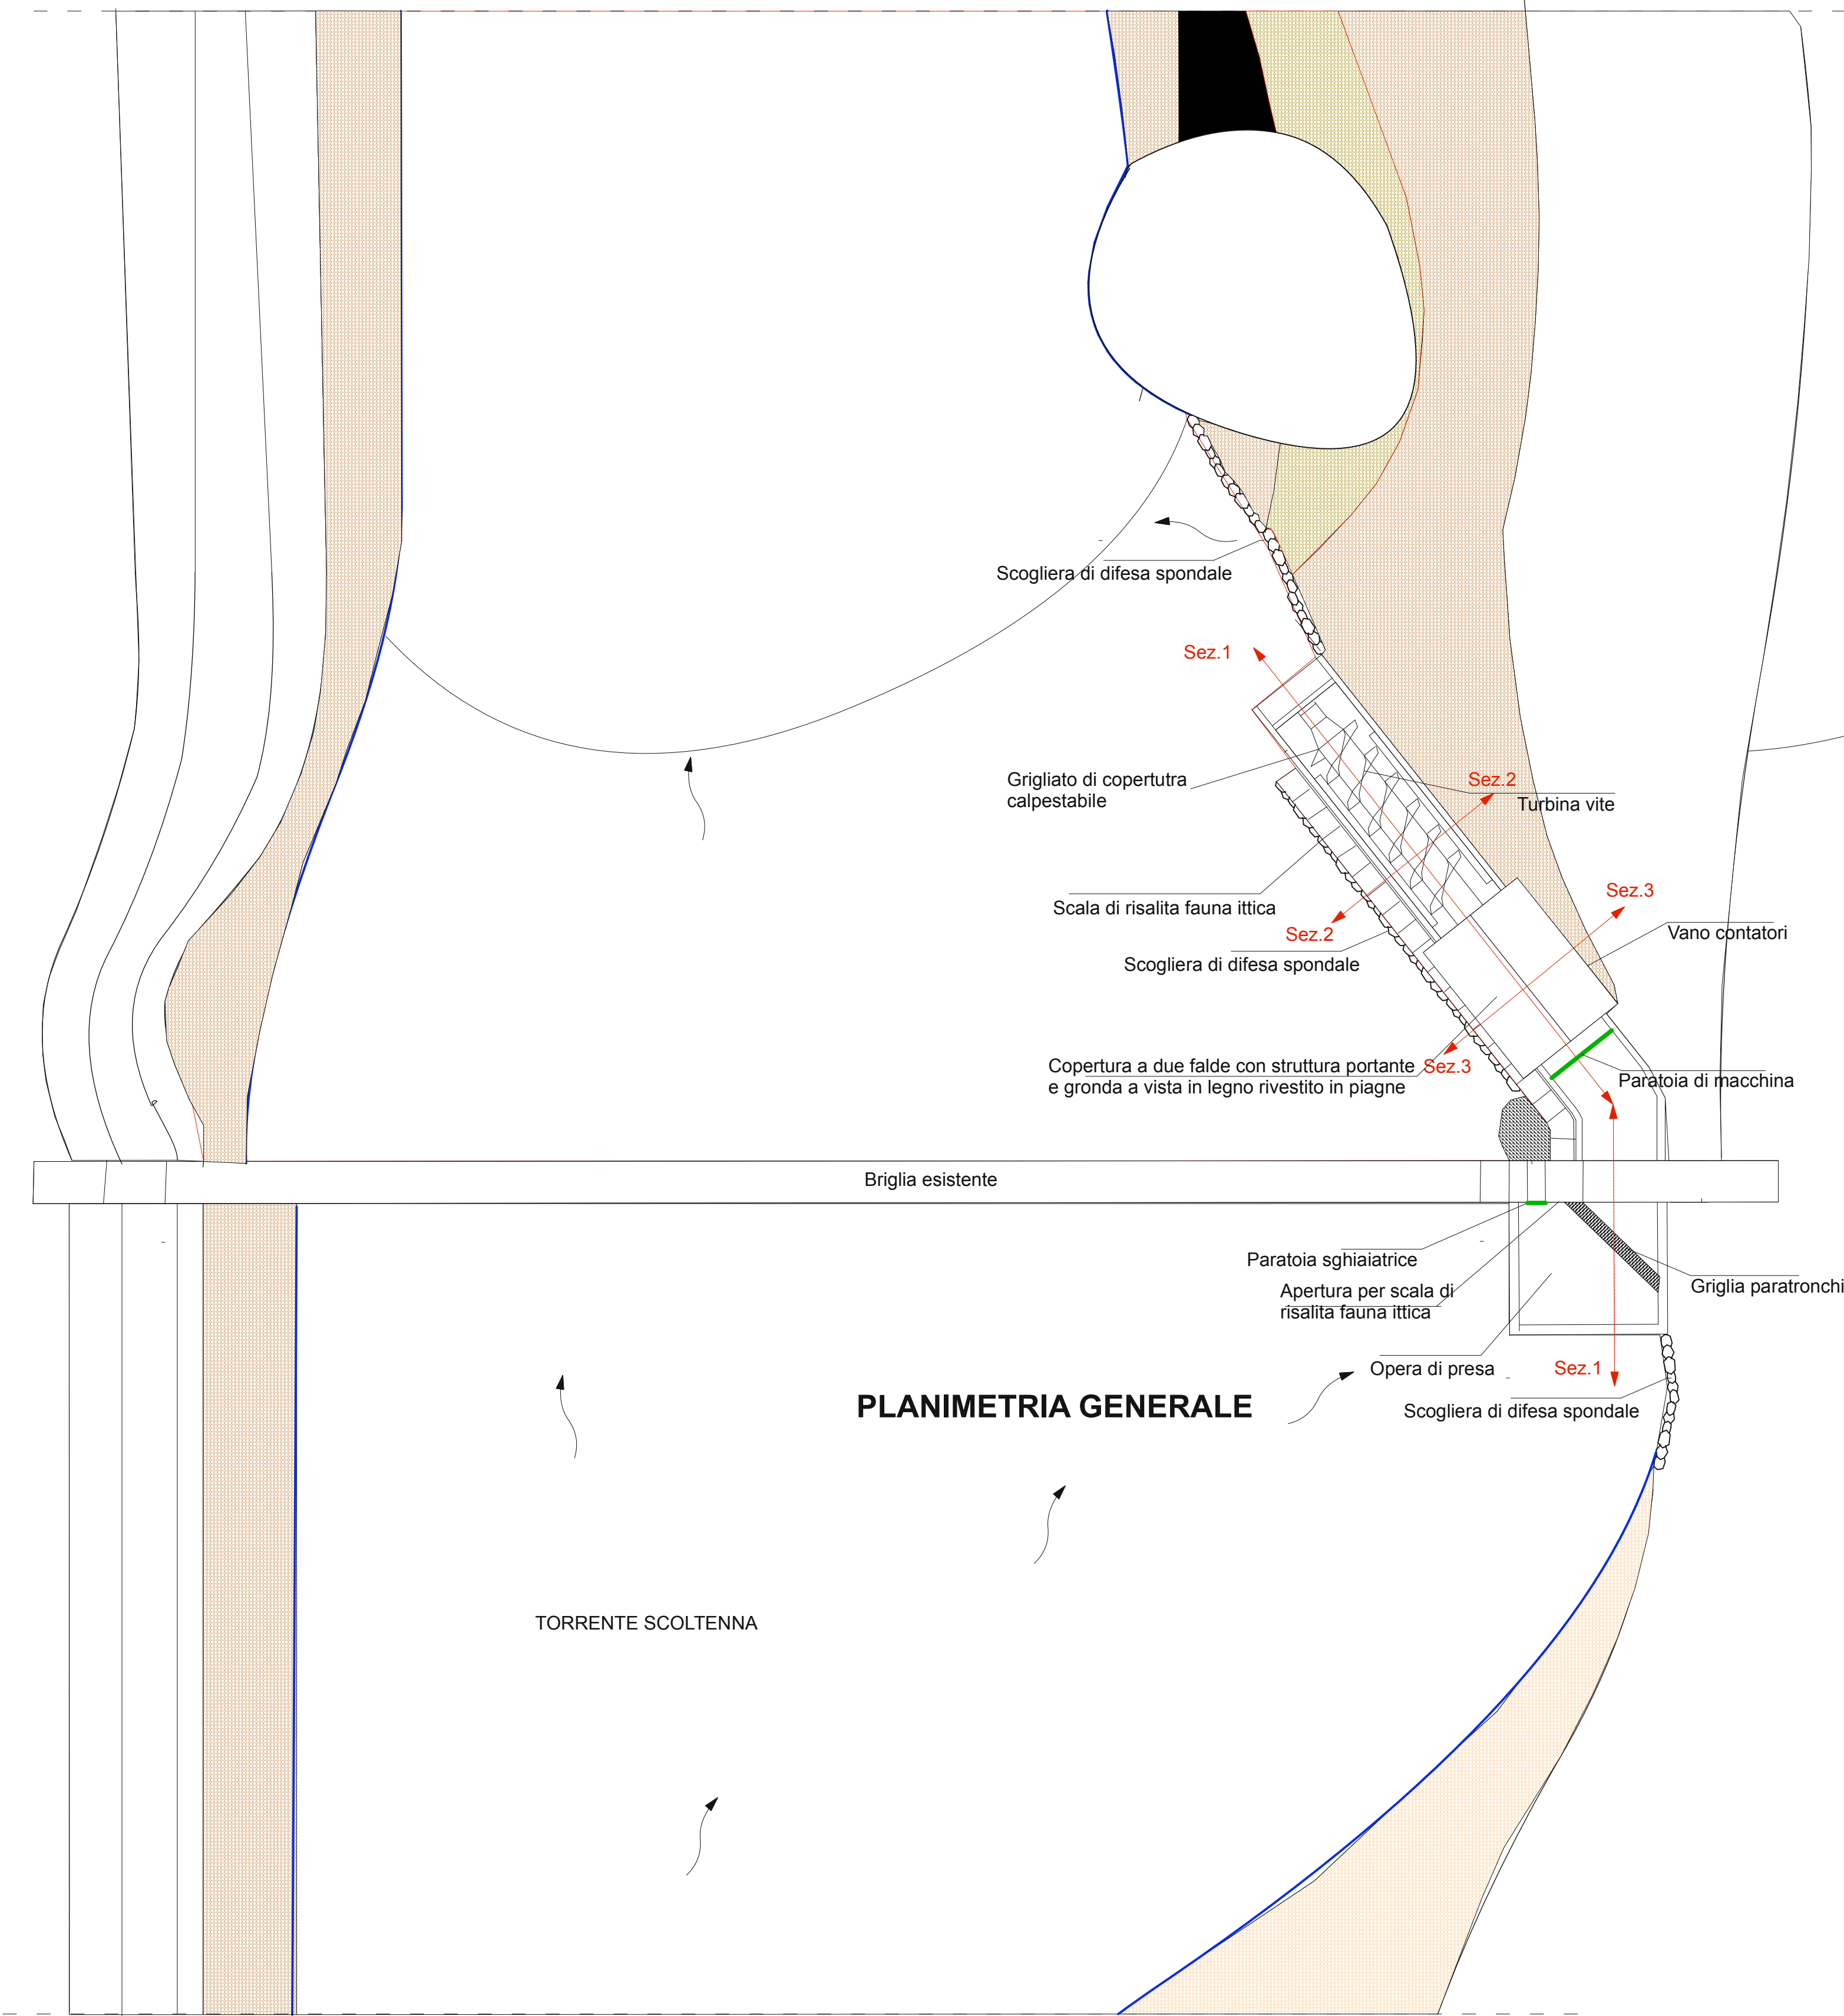 Scogliera di difesa spondale
Sez.1
Grigliato di copertutra
calpestabile
Sez.2
Turbina vite
Sez.3
Scala di risalita fauna ittica
Vano contatori
Sez.2
Scogliera di difesa spondale
Copertura a due falde con struttura portante
e gronda a vista in legno rivestito in piagne
Sez.3
Paratoia di macchina
Briglia esistente
Paratoia sghiaiatrice
Apertura per scala di
risalita fauna ittica
Griglia paratronchi
Opera di presa
Sez.1
PLANIMETRIA GENERALE
Scogliera di difesa spondale
TORRENTE SCOLTENNA